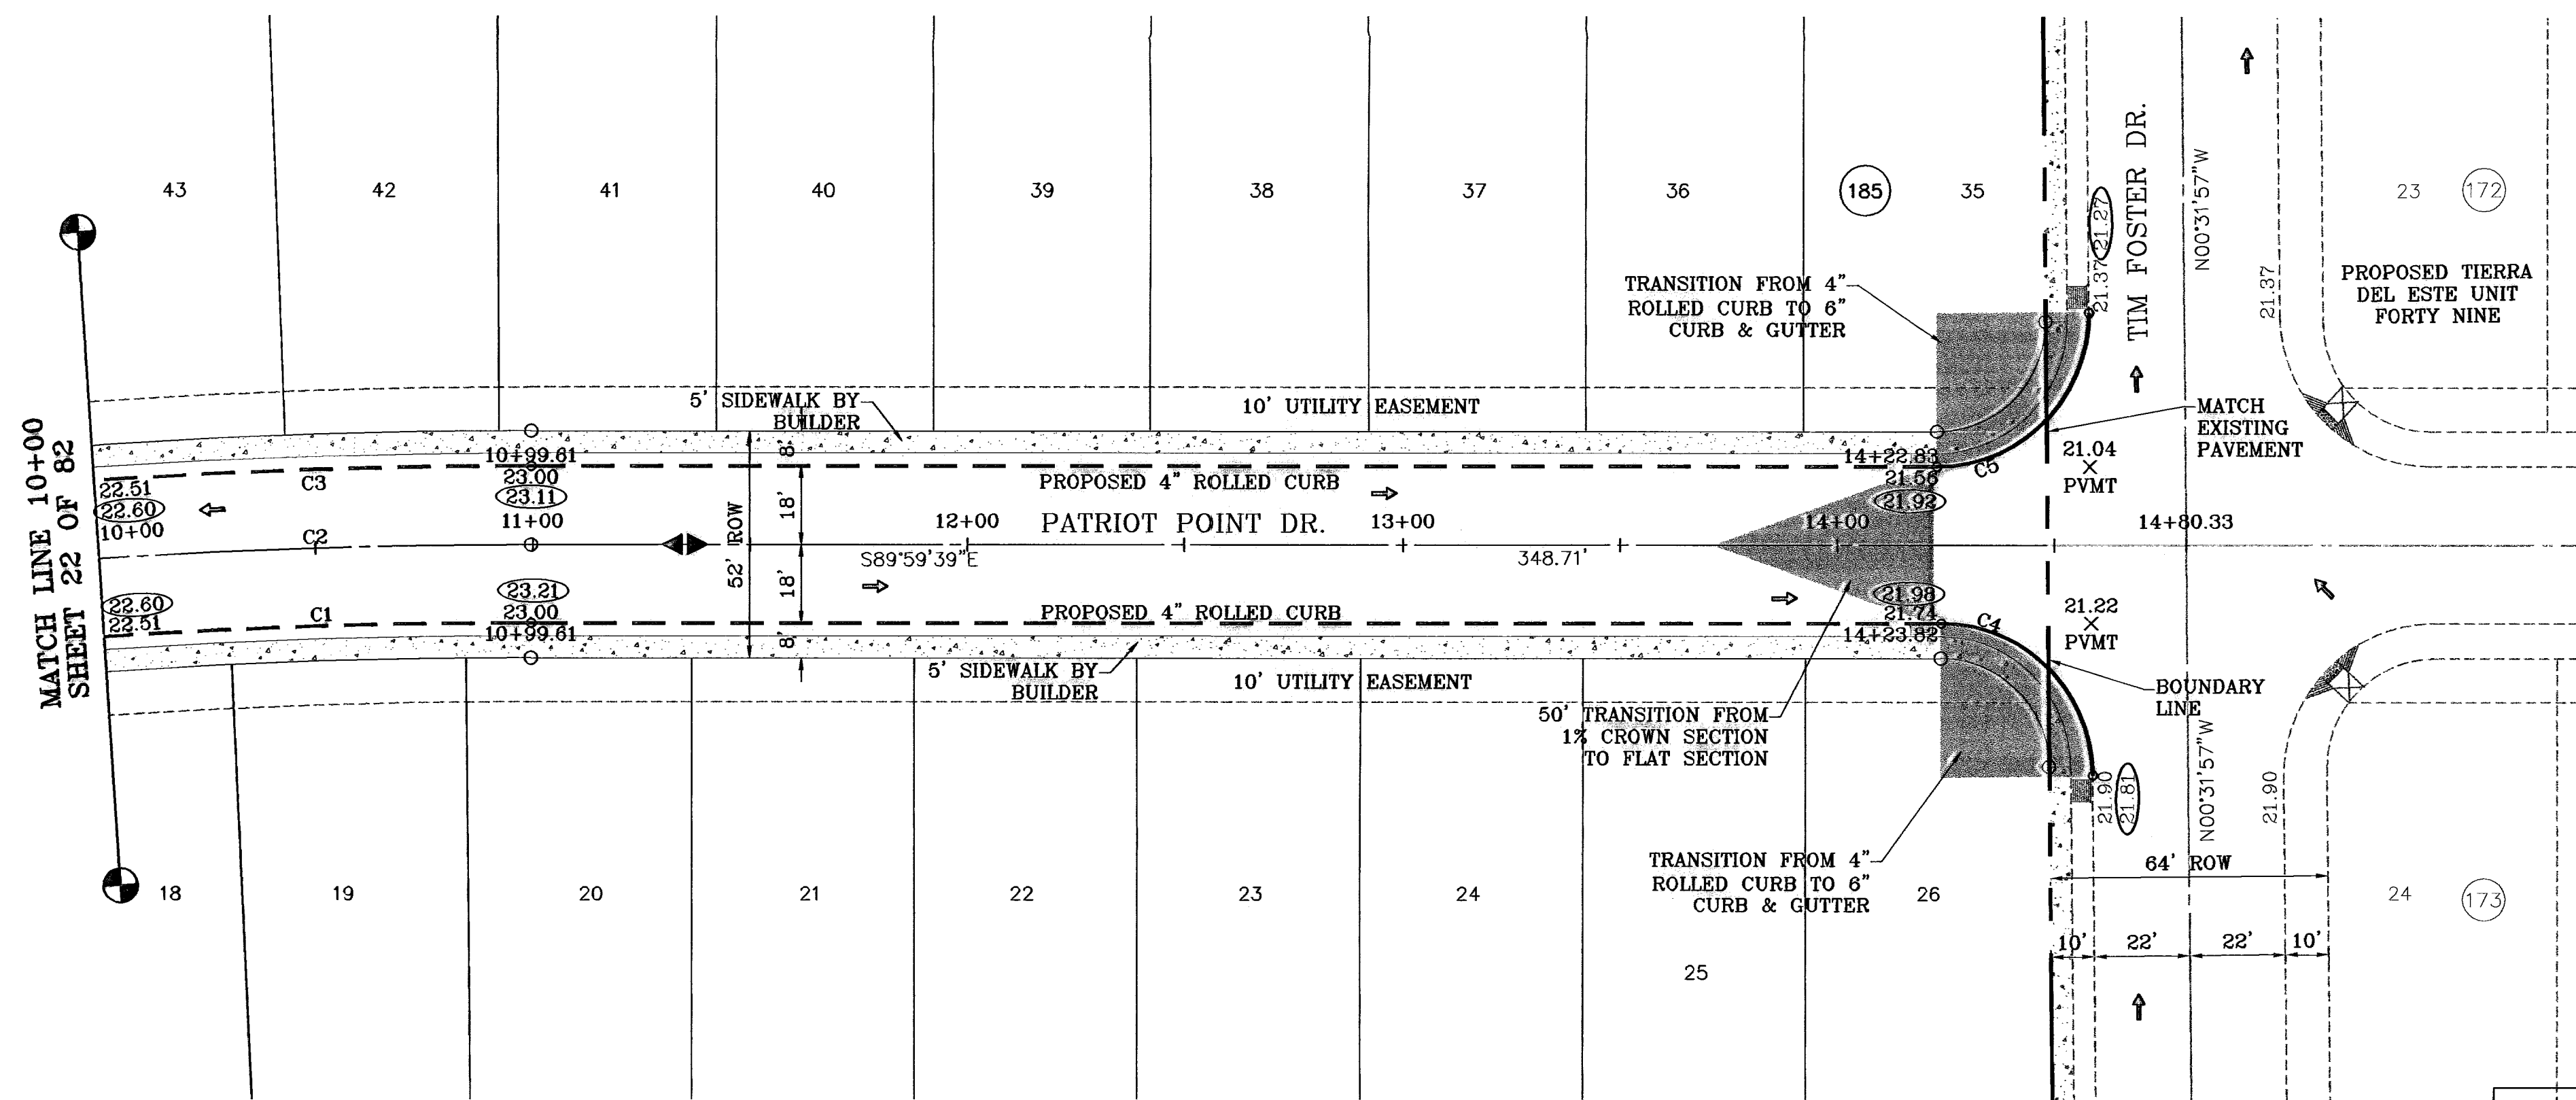 43
42
41
40
39
38
37
36
185
35
23
172
TRANSITION FROM 4"
ROLLED CURB TO 6"
CURB & GUTTER
21.37
21.27
TIM FOSTER DR.
N00°31'57"W
21.37
PROPOSED TIERRA
DEL ESTE UNIT
FORTY NINE
MATCH LINE 10+00
SHEET 22 OF 82
5' SIDEWALK BY
BUILDER
10' UTILITY EASEMENT
MATCH
EXISTING
PAVEMENT
8'
10+99.61
23.00
23.11
11+00
C3
22.51
22.60
10+00
C2
PROPOSED 4" ROLLED CURB
14+22.83
21.56
21.92
C5
21.04
PVMT
18'
12+00
PATRIOT POINT DR.
13+00
14+00
14+80.33
52' ROW
S89°59'39"E
348.71'
18'
22.60
22.51
C1
23.21
23.00
10+99.61
PROPOSED 4" ROLLED CURB
21.98
21.74
14+23.82
C4
21.22
PVMT
8'
5' SIDEWALK BY
BUILDER
10' UTILITY EASEMENT
BOUNDARY
LINE
50' TRANSITION FROM
1% CROWN SECTION
TO FLAT SECTION
21.90
21.81
N00°31'57"W
21.90
TRANSITION FROM 4"
ROLLED CURB TO 6"
CURB & GUTTER
64' ROW
18
19
20
21
22
23
24
25
26
24
173
10'
22'
22'
10'